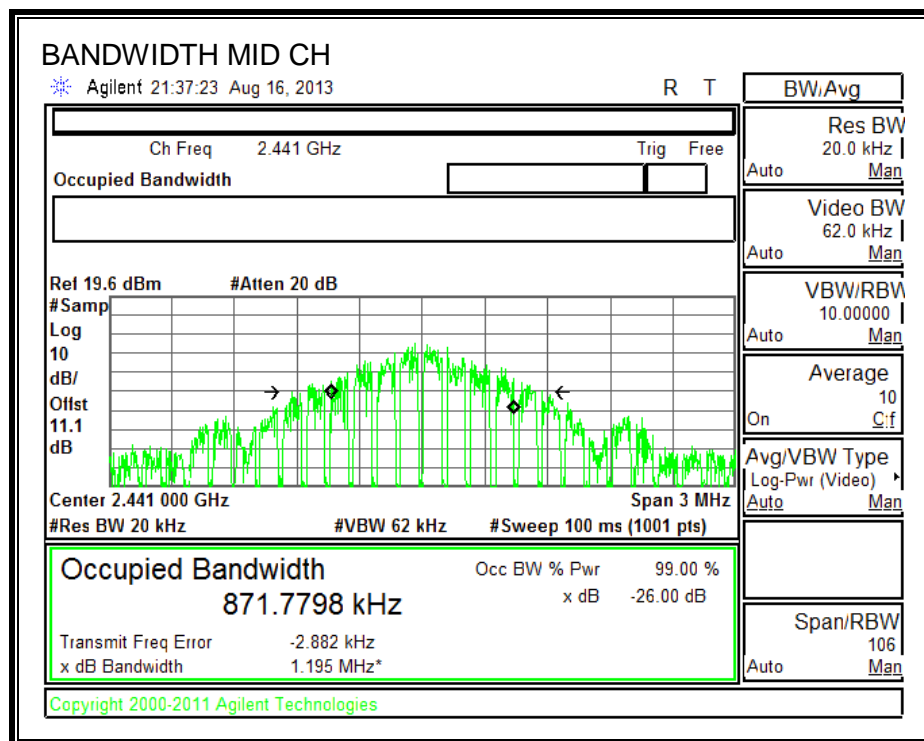 BANDWIDTH MID CH
Agilent 21:37:23 Aug 16, 2013 R T
BW/Avg
Ch Freq 2.441 GHz Trig Free
Occupied Bandwidth
Res BW
20.0 kHz
Auto Man
Video BW
62.0 kHz
Auto Man
VBW/RBW
10.00000
Auto Man
Average
10
On
Avg/VBW Type
Log-Pwr (Video)
Auto Man
Span/RBW
106
Auto Man
Ref 19.6 dBm #Atten 20 dB
#Samp
Log
10
dB/
Offst
11.1
dB
Center 2.441 000 GHz Span 3 MHz
#Res BW 20 kHz #VBW 62 kHz #Sweep 100 ms (1001 pts)
Occupied Bandwidth Occ BW % Pwr 99.00 %
871.7798 kHz x dB -26.00 dB
Transmit Freq Error -2.882 kHz
x dB Bandwidth 1.195 MHz*
Copyright 2000-2011 Agilent Technologies